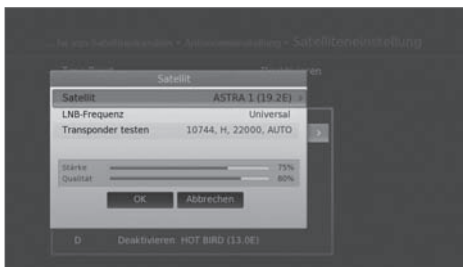 Antenneneinstellung • Satelliteneinstellung
Satellit
Satellit ASTRA 1 (19.2E) >
LNB-Frequenz Universal
Transponder testen 10744, H, 22000, AUTO
>
Stärke 75%
Qualität 80%
OK Abbrechen
D Deaktivieren HOT BIRD (13.0E)